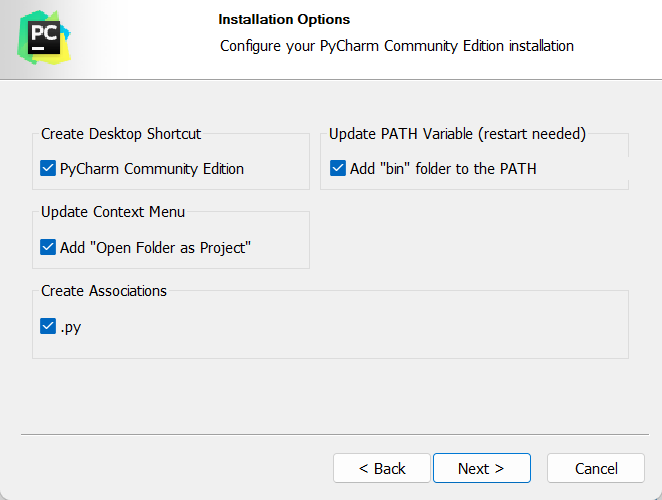 PC
Installation Options
Configure your PyCharm Community Edition installation
Create Desktop Shortcut
PyCharm Community Edition
Update PATH Variable (restart needed)
Add "bin" folder to the PATH
Update Context Menu
Add "Open Folder as Project"
Create Associations
.py
< Back
Next >
Cancel